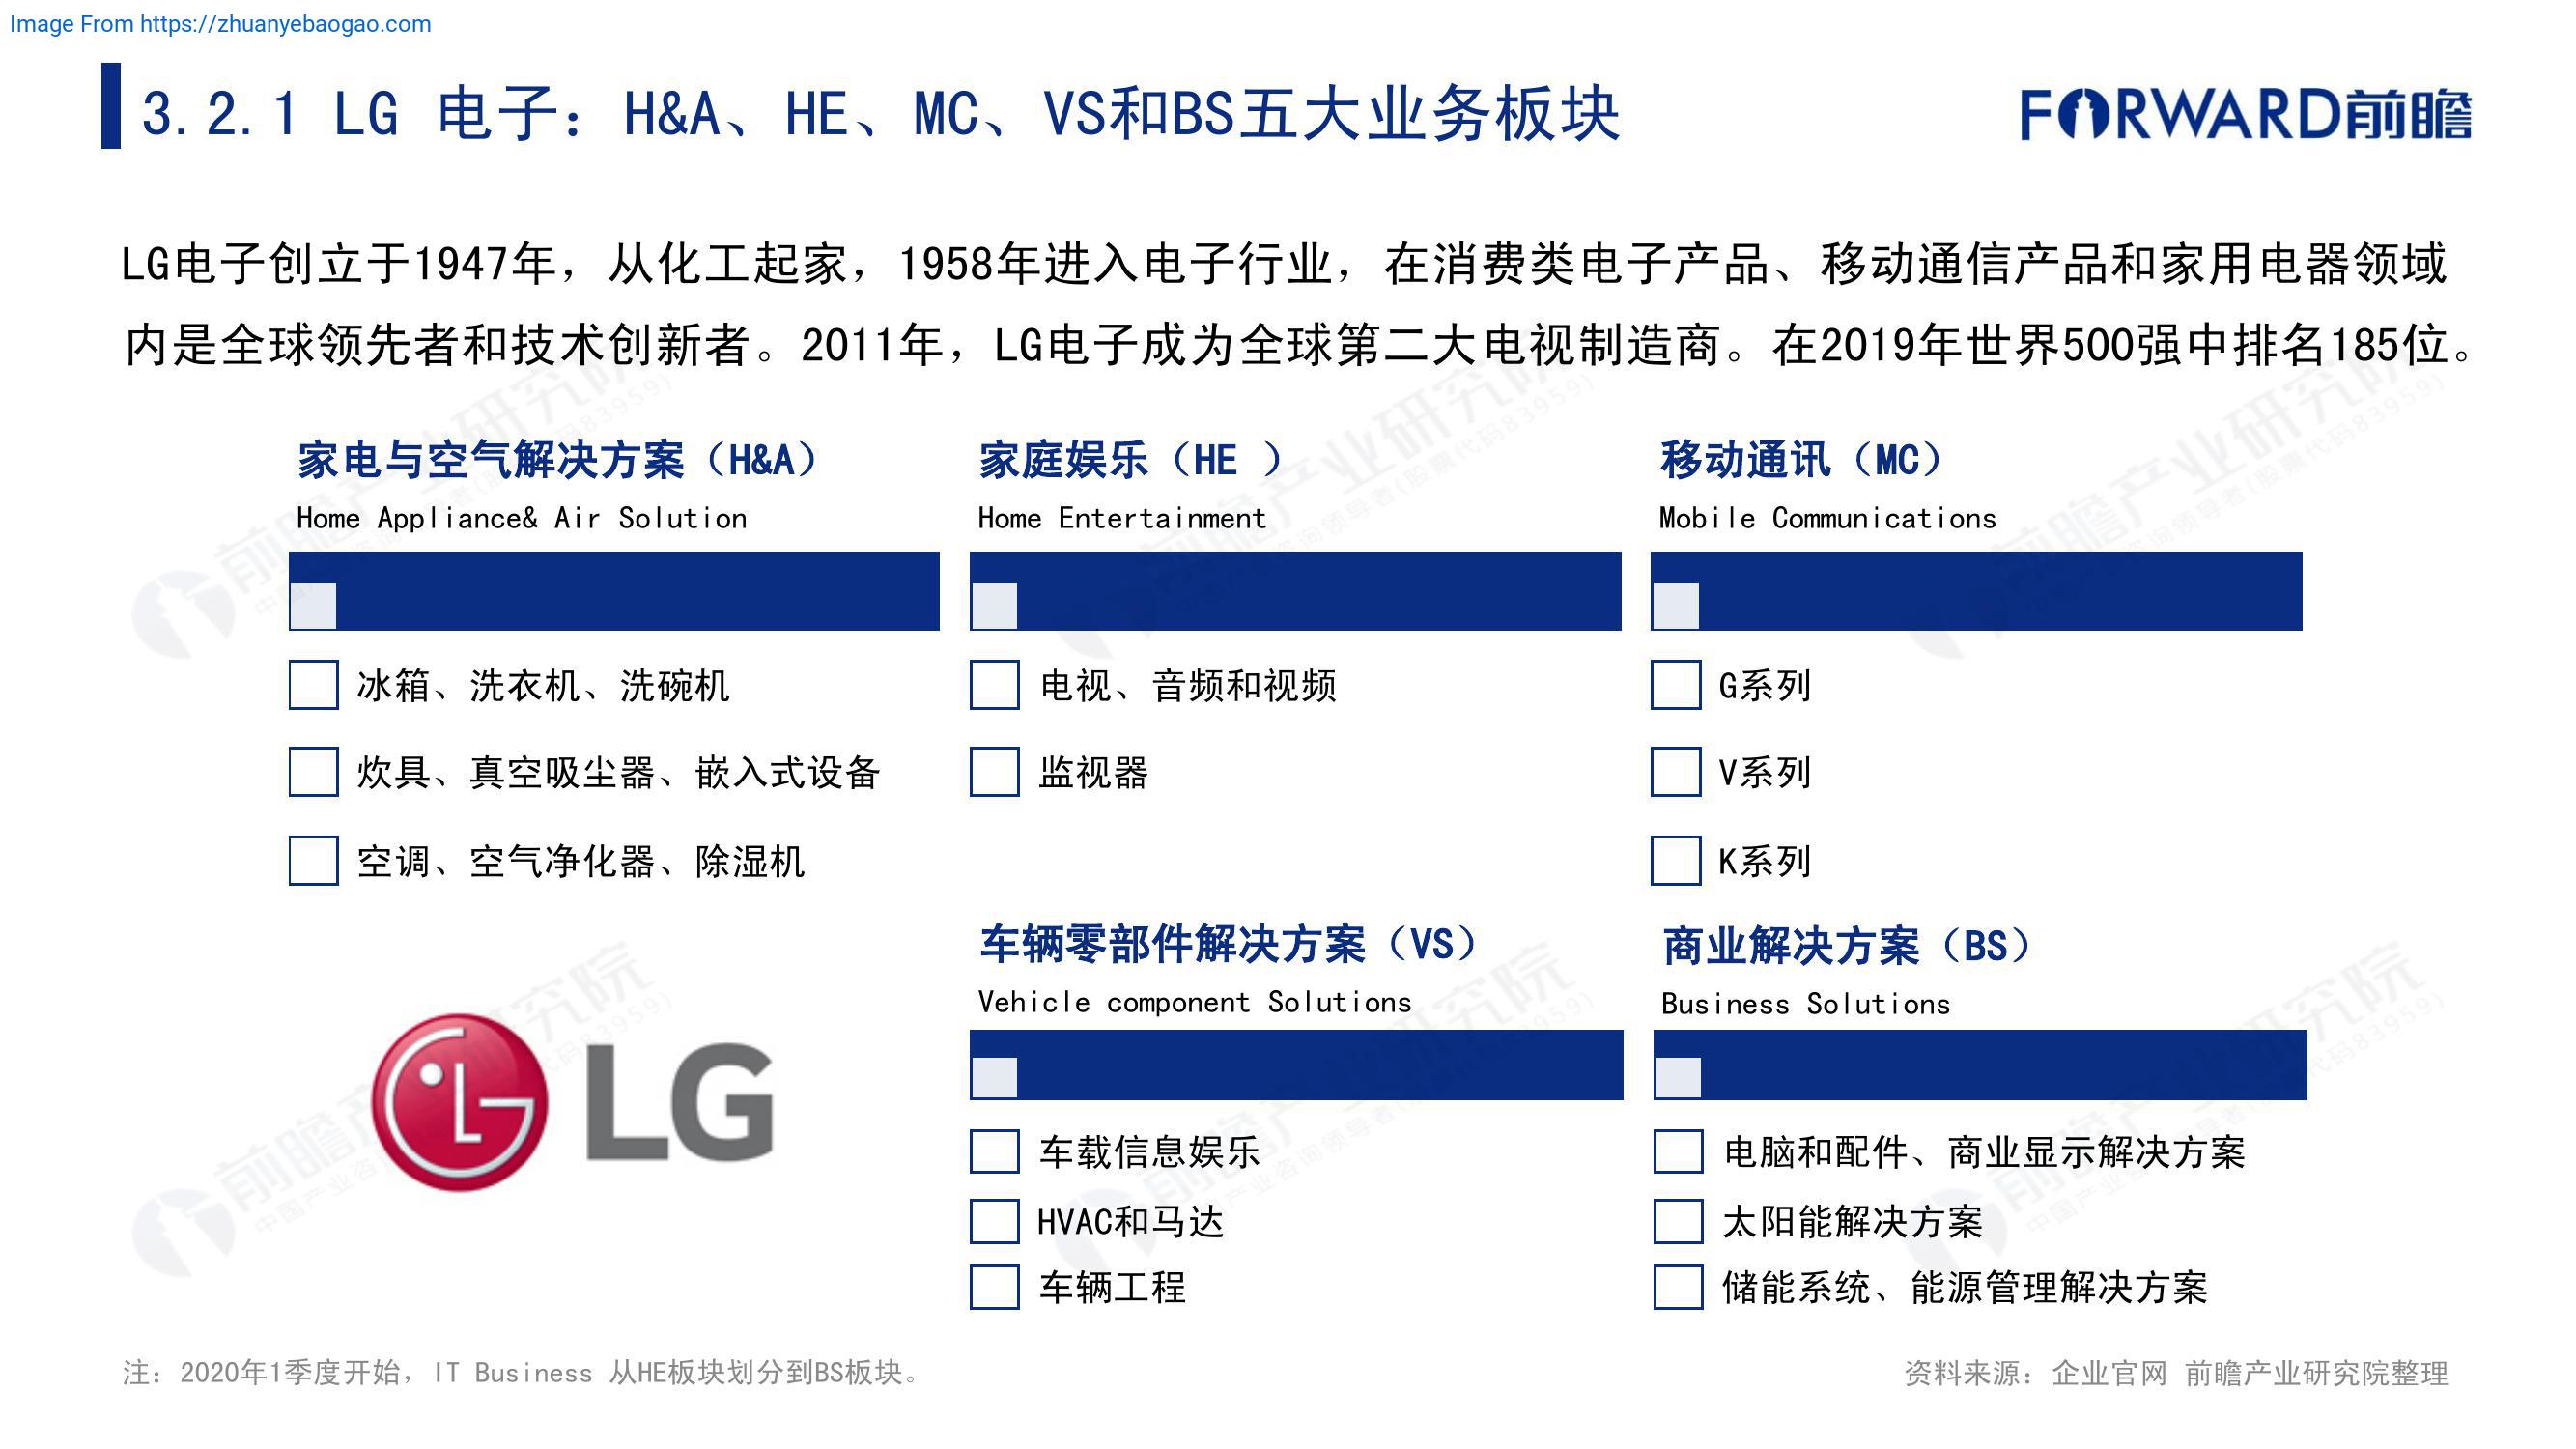 Image From https://zhuanyebaogao.com
3.2.1 LG 电子：H&A、HE、MC、VS和BS五大业务板块
FORWARD前瞻
LG电子创立于1947年，从化工起家，1958年进入电子行业，在消费类电子产品、移动通信产品和家用电器领域
内是全球领先者和技术创新者。2011年，LG电子成为全球第二大电视制造商。在2019年世界500强中排名185位。
家电与空气解决方案（H&A）
Home Appliance& Air Solution
冰箱、洗衣机、洗碗机
炊具、真空吸尘器、嵌入式设备
空调、空气净化器、除湿机
家庭娱乐（HE ）
Home Entertainment
电视、音频和视频
监视器
移动通讯（MC）
Mobile Communications
G系列
V系列
K系列
LG
车辆零部件解决方案（VS）
Vehicle component Solutions
车载信息娱乐
HVAC和马达
车辆工程
商业解决方案（BS）
Business Solutions
电脑和配件、商业显示解决方案
太阳能解决方案
储能系统、能源管理解决方案
注：2020年1季度开始，IT Business 从HE板块划分到BS板块。
资料来源：企业官网 前瞻产业研究院整理